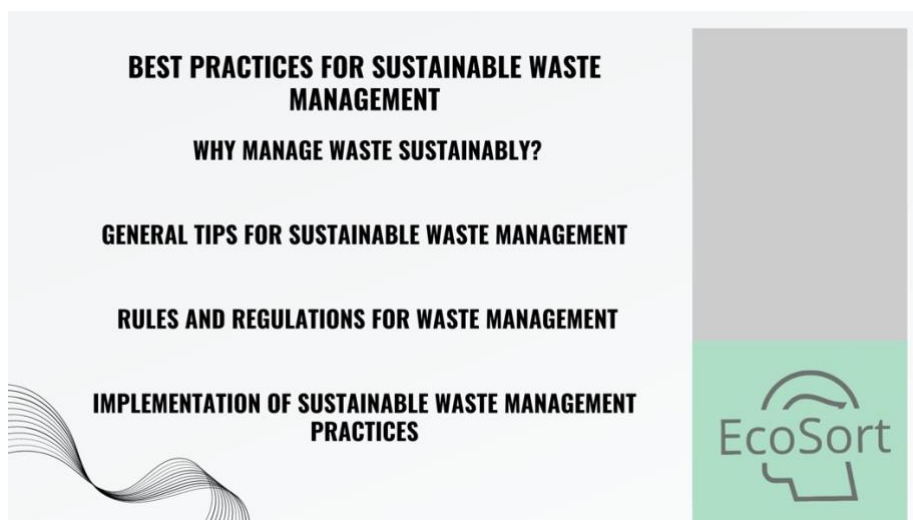 BEST PRACTICES FOR SUSTAINABLE WASTE
MANAGEMENT
WHY MANAGE WASTE SUSTAINABLY?
GENERAL TIPS FOR SUSTAINABLE WASTE MANAGEMENT
RULES AND REGULATIONS FOR WASTE MANAGEMENT
IMPLEMENTATION OF SUSTAINABLE WASTE MANAGEMENT
PRACTICES
EcoSort